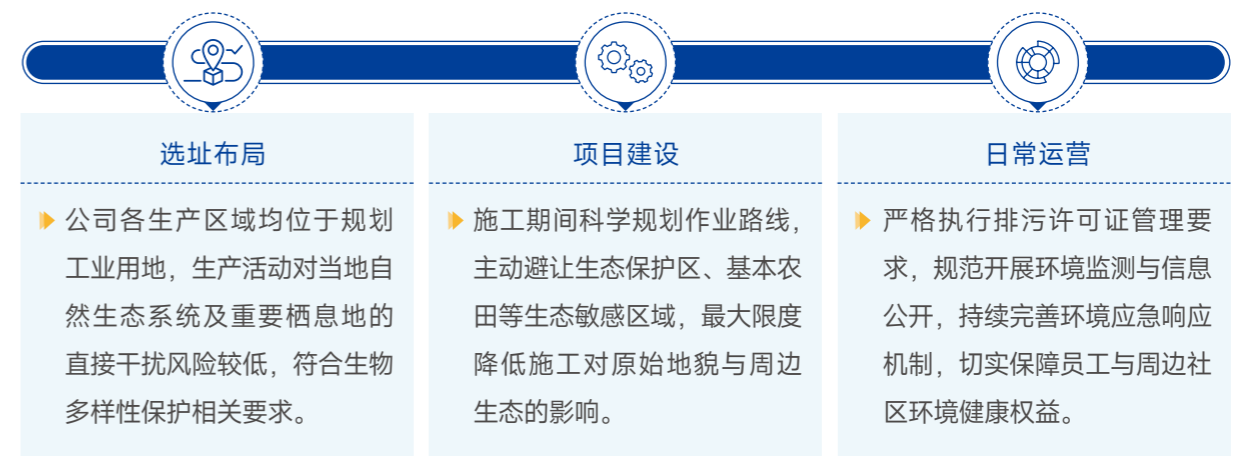 选址布局
公司各生产区域均位于规划
工业用地，生产活动对当地自
然生态系统及重要栖息地的
直接干扰风险较低，符合生物
多样性保护相关要求。
项目建设
施工期间科学规划作业路线，
主动避让生态保护区、基本农
田等生态敏感区域，最大限度
降低施工对原始地貌与周边
生态的影响。
日常运营
严格执行排污许可证管理要
求，规范开展环境监测与信息
公开，持续完善环境应急响应
机制，切实保障员工与周边社
区环境健康权益。